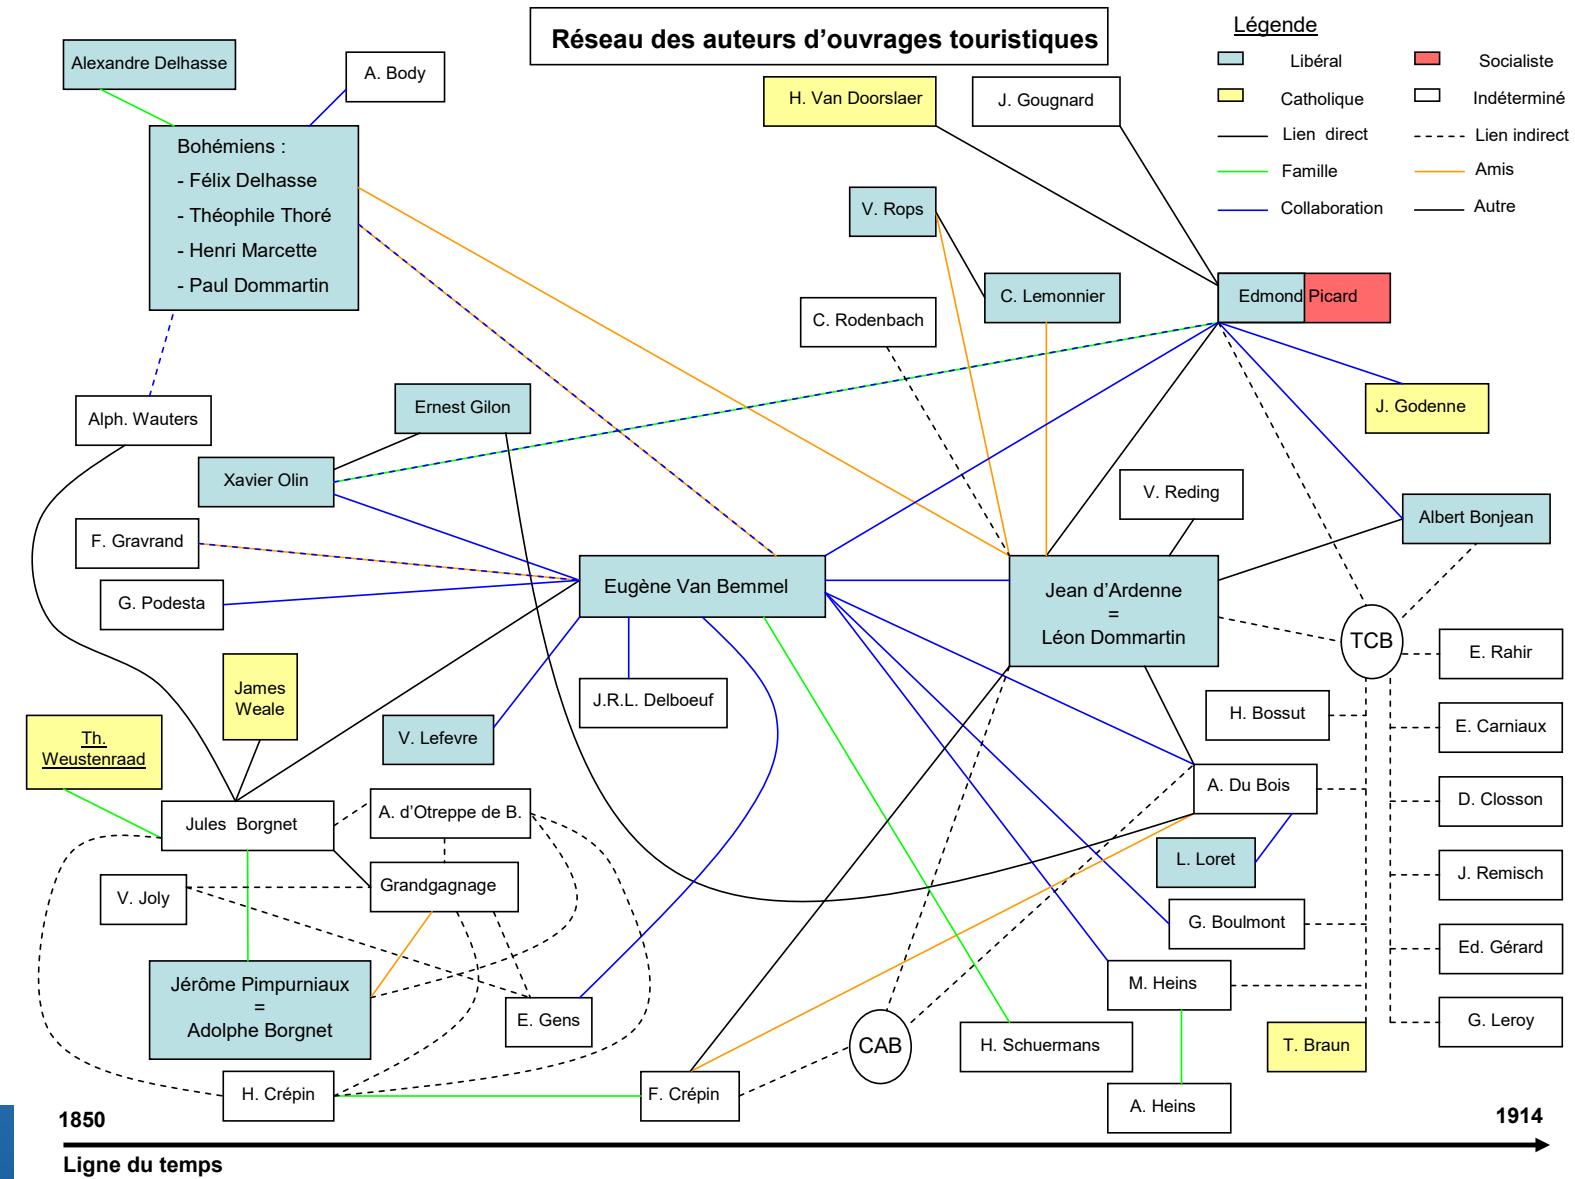 Réseau des auteurs d’ouvrages touristiques
Légende
Libéral
Socialiste
Catholique
Indéterminé
Lien direct
Lien indirect
Famille
Amis
Collaboration
Autre
Alexandre Delhasse
A. Body
Bohémiens :
- Félix Delhasse
- Théophile Thoré
- Henri Marcette
- Paul Dommartin
H. Van Doorslaer
J. Gougnard
V. Rops
C. Lemonnier
Edmond Picard
C. Rodenbach
Alph. Wauters
Ernest Gilon
J. Godenne
Xavier Olin
V. Reding
Albert Bonjean
F. Gravrand
G. Podesta
Eugène Van Bemmel
Jean d’Ardenne
=
Léon Dommartin
TCB
E. Rahir
James
Weale
J.R.L. Delboeuf
H. Bossut
E. Carniaux
Th.
Weustenraad
V. Lefevre
A. Du Bois
D. Closson
Jules Borgnet
A. d’Otreppe de B.
L. Loret
J. Remisch
V. Joly
Grandgagnage
G. Boulmont
Ed. Gérard
Jérôme Pimpurniaux
=
Adolphe Borgnet
E. Gens
M. Heins
G. Leroy
CAB
H. Schuermans
T. Braun
H. Crépin
F. Crépin
A. Heins
1850
1914
Ligne du temps